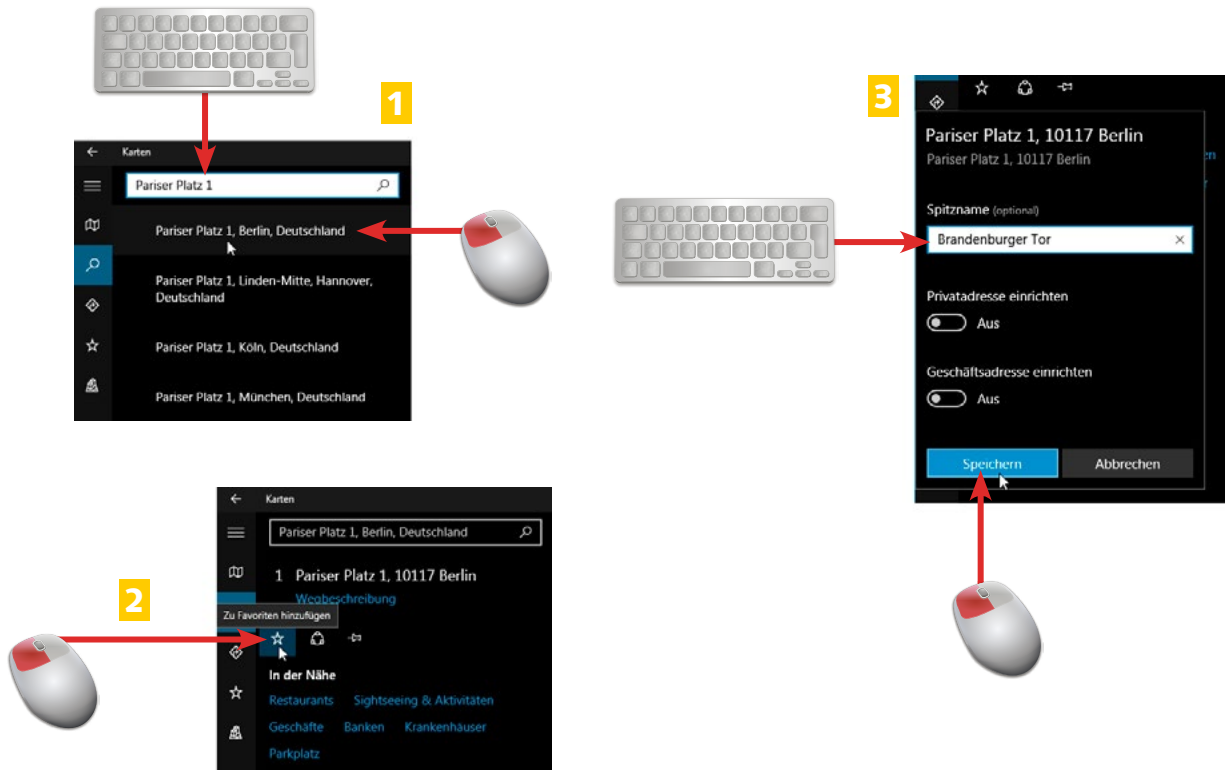 1
Karten
Pariser Platz 1
Pariser Platz 1, Berlin, Deutschland
Pariser Platz 1, Linden-Mitte, Hannover,
Deutschland
Pariser Platz 1, Köln, Deutschland
Pariser Platz 1, München, Deutschland
2
Karten
Pariser Platz 1, Berlin, Deutschland
1 Pariser Platz 1, 10117 Berlin
Wegbeschreibung
Zu Favoriten hinzufügen
In der Nähe
Restaurants Sightseeing & Aktivitäten
Geschäfte Banken Krankenhäuser
Parkplatz
3
Pariser Platz 1, 10117 Berlin
Pariser Platz 1, 10117 Berlin
Spitzname (optional)
Brandenburger Tor
Privatadresse einrichten
Aus
Geschäftsadresse einrichten
Aus
Speichern Abbrechen